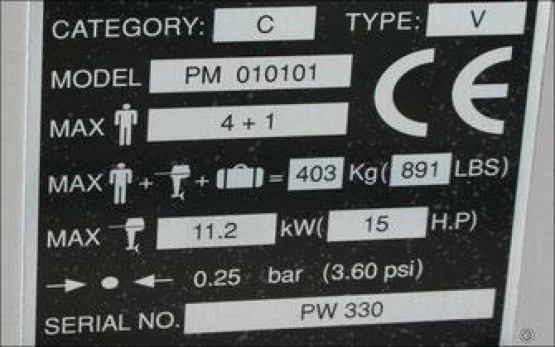 CATEGORY: C TYPE: V
MODEL PM 010101 CE
MAX 4 + 1
MAX + + = 403 Kg( 891 LBS)
MAX 11.2 kW( 15 H.P)
0.25 bar (3.60 psi)
SERIAL NO. PW 330